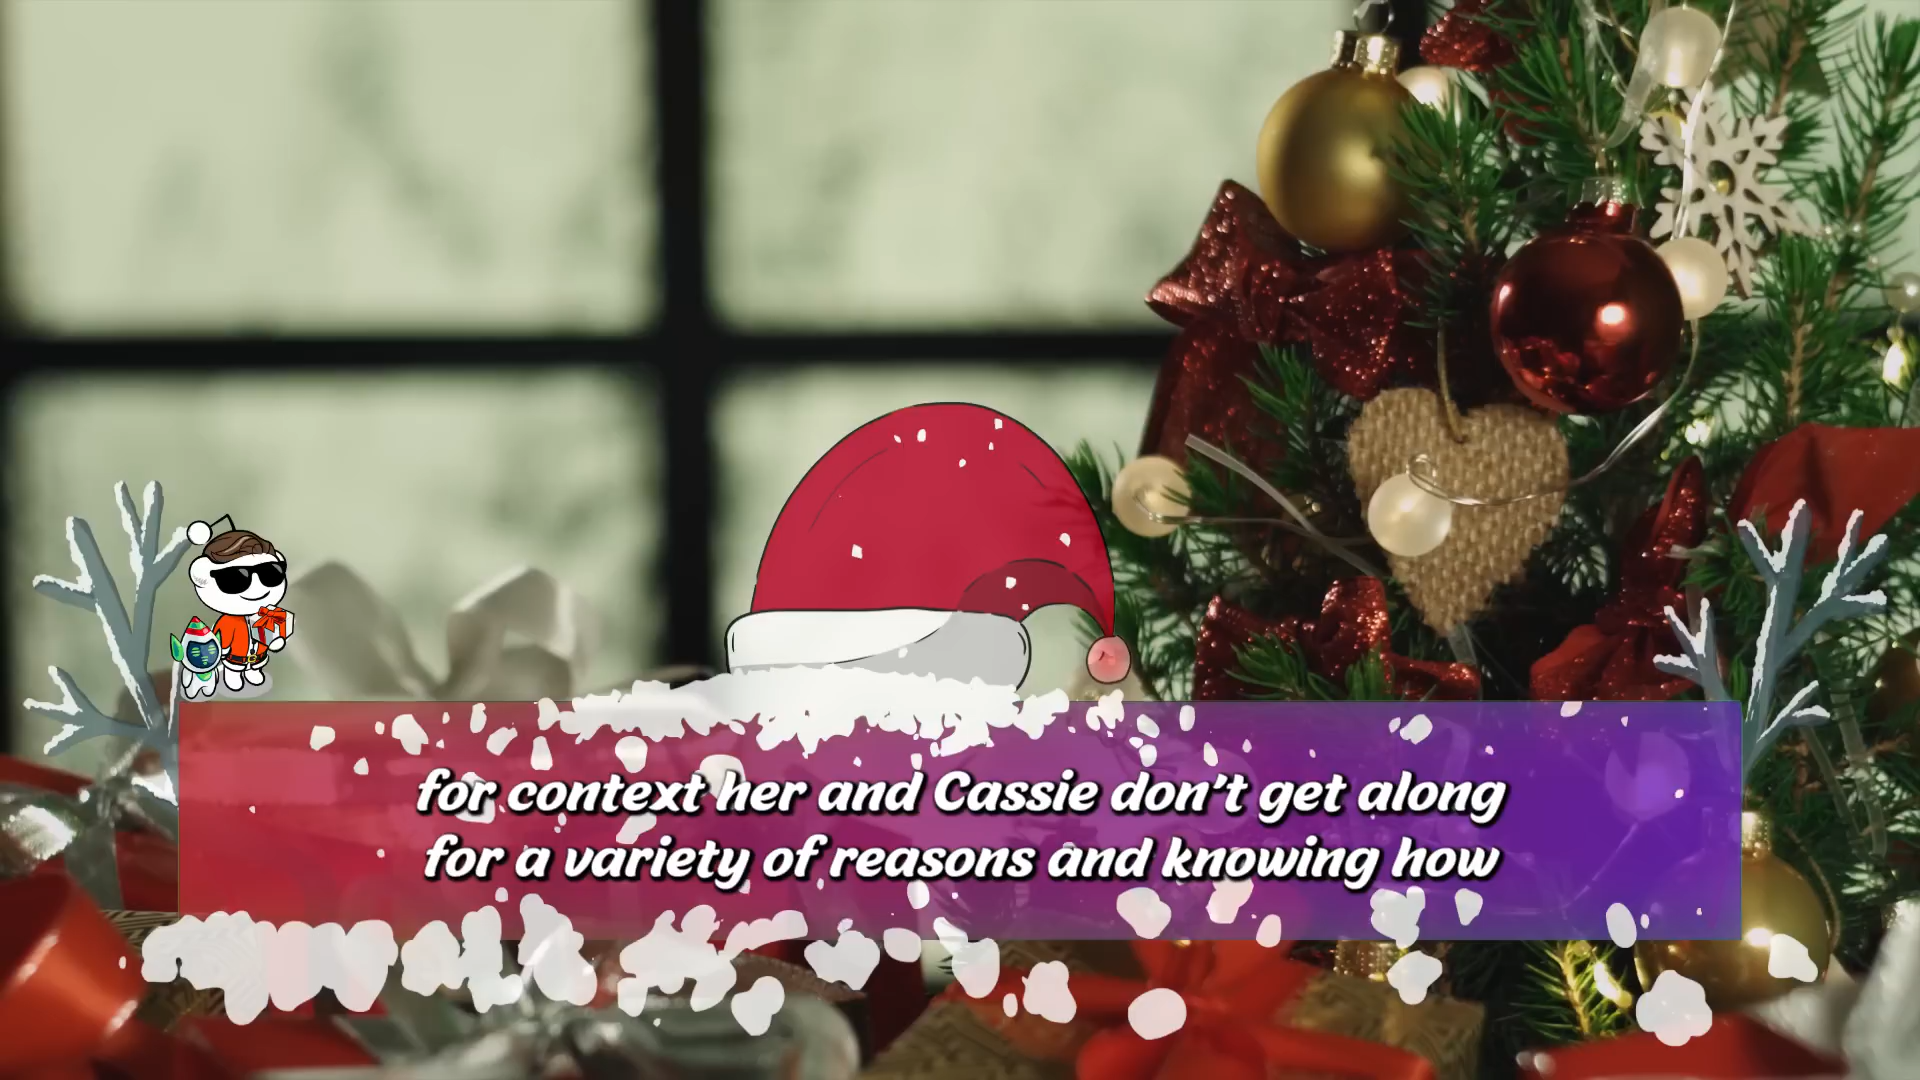 for context her and Cassie don't get along
for a variety of reasons and knowing how